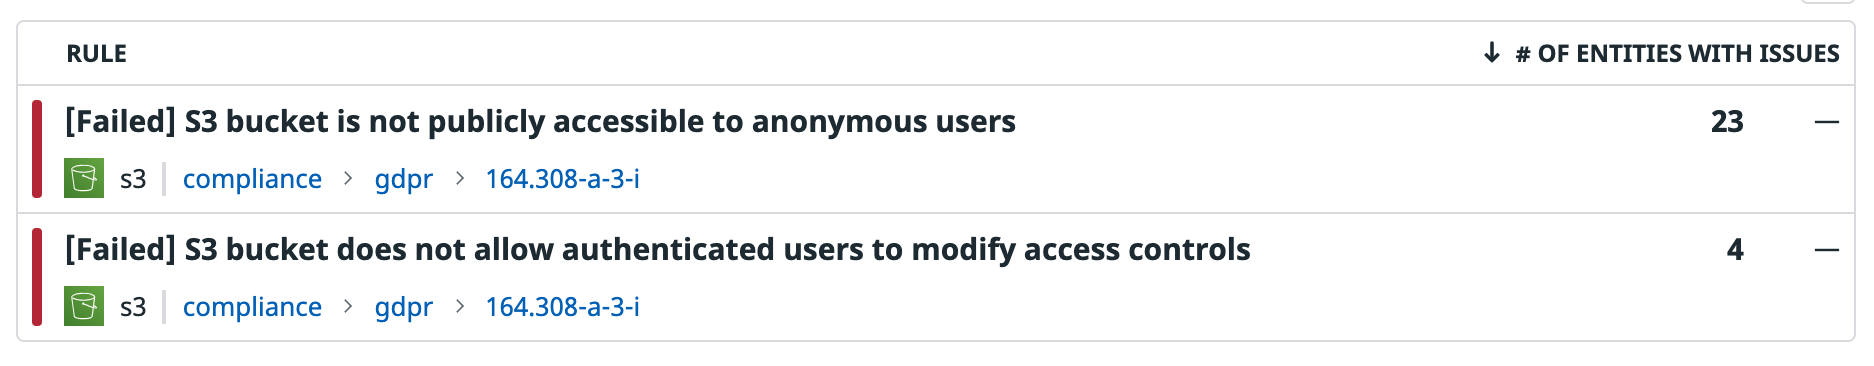 RULE ↓ # OF ENTITIES WITH ISSUES
[Failed] S3 bucket is not publicly accessible to anonymous users 23 —
s3 | compliance > gdpr > 164.308-a-3-i
[Failed] S3 bucket does not allow authenticated users to modify access controls 4 —
s3 | compliance > gdpr > 164.308-a-3-i